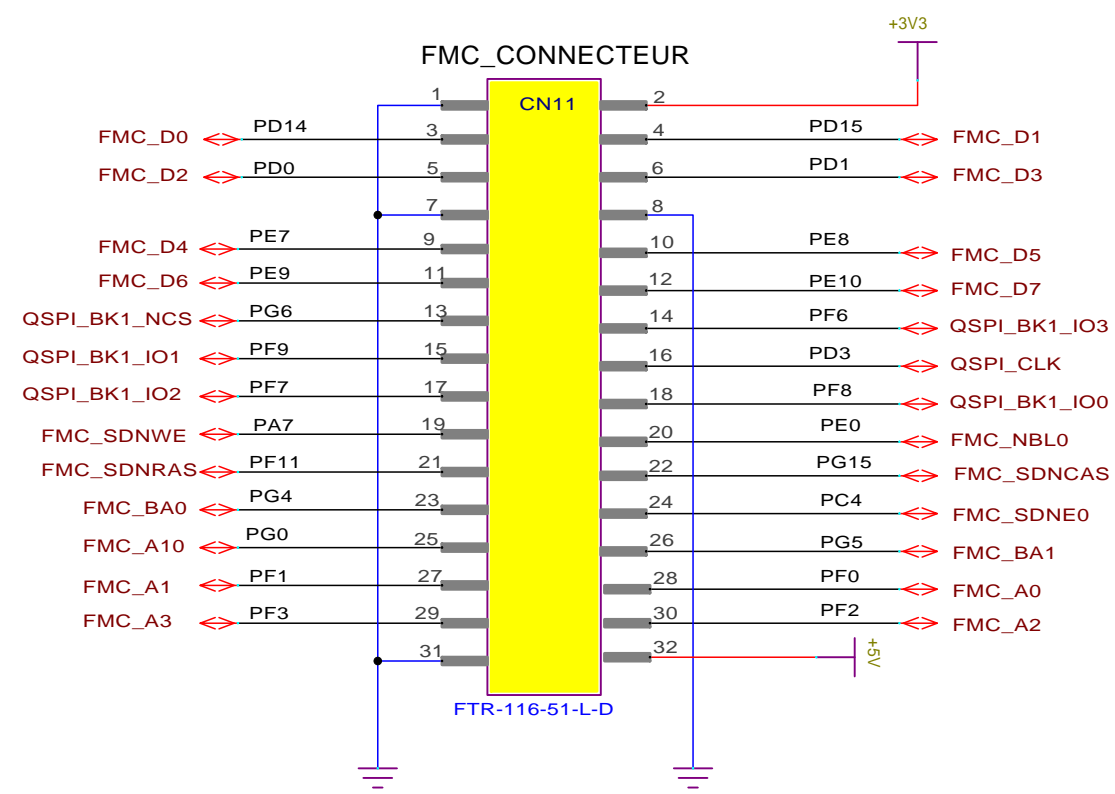 +3V3
FMC_CONNECTEUR
CN11
1 2
FMC_D0 PD14 3 4 PD15 FMC_D1
FMC_D2 PD0 5 6 PD1 FMC_D3
7 8
FMC_D4 PE7 9 10 PE8 FMC_D5
FMC_D6 PE9 11 12 PE10 FMC_D7
QSPI_BK1_NCS PG6 13 14 PF6 QSPI_BK1_IO3
QSPI_BK1_IO1 PF9 15 16 PD3 QSPI_CLK
QSPI_BK1_IO2 PF7 17 18 PF8 QSPI_BK1_IO0
FMC_SDNWE PA7 19 20 PE0 FMC_NBL0
FMC_SDNRAS PF11 21 22 PG15 FMC_SDNCAS
FMC_BA0 PG4 23 24 PC4 FMC_SDNE0
FMC_A10 PG0 25 26 PG5 FMC_BA1
FMC_A1 PF1 27 28 PF0 FMC_A0
FMC_A3 PF3 29 30 PF2 FMC_A2
31 32 +5V
FTR-116-51-L-D